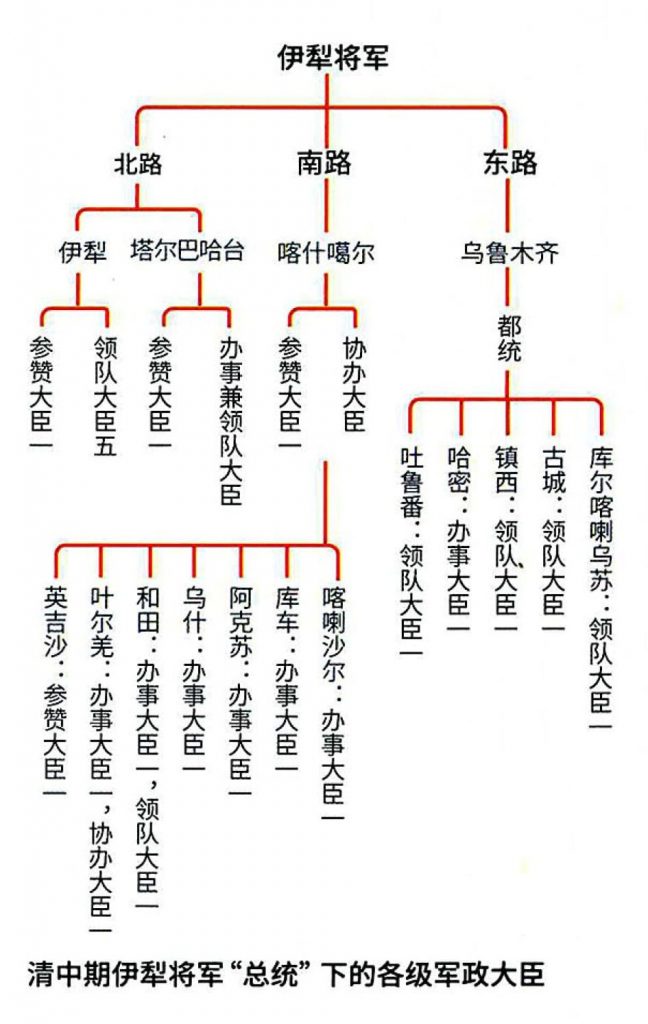 伊犁将军
北路
南路
东路
伊犁
塔尔巴哈台
喀什噶尔
乌鲁木齐
都统
参赞大臣一
领队大臣五
参赞大臣一
办事兼领队大臣
参赞大臣一
协办大臣
吐鲁番：领队大臣一
哈密：办事大臣一
镇西：领队大臣一
古城：领队大臣一
库尔喀喇乌苏：领队大臣一
英吉沙：参赞大臣一
叶尔羌：办事大臣一，协办大臣一
和田：办事大臣一，领队大臣一
乌什：办事大臣一
阿克苏：办事大臣一
库车：办事大臣一
喀喇沙尔：办事大臣一
清中期伊犁将军“总统”下的各级军政大臣